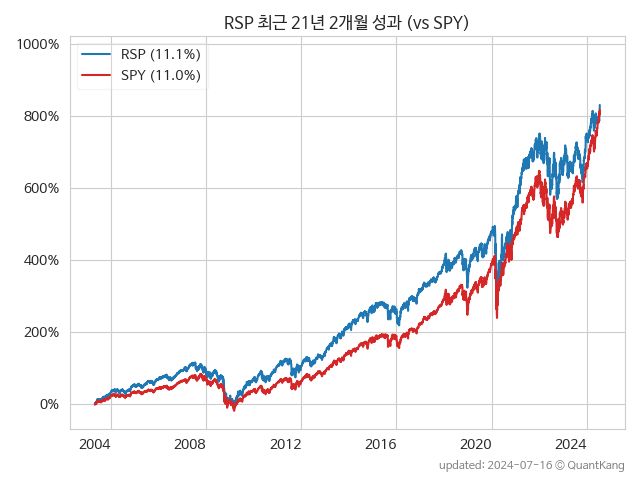 RSP 최근 21년 2개월 성과 (vs SPY)
1000%
RSP (11.1%)
SPY (11.0%)
800%
600%
400%
200%
0%
2004 2008 2012 2016 2020 2024
updated: 2024-07-16 © QuantKang